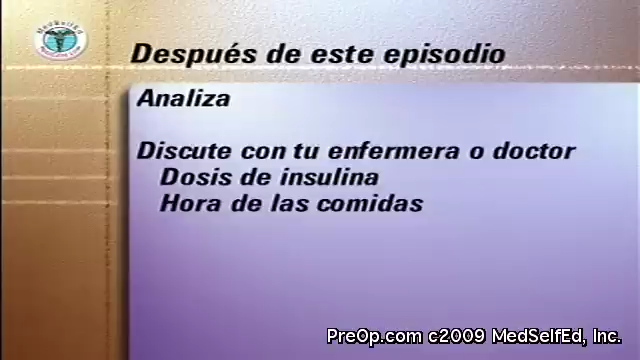 MedSelfEd
Después de este episodio
Analiza
Discute con tu enfermera o doctor
Dosis de insulina
Hora de las comidas
PreOp.com c2009 MedSelfEd, Inc.